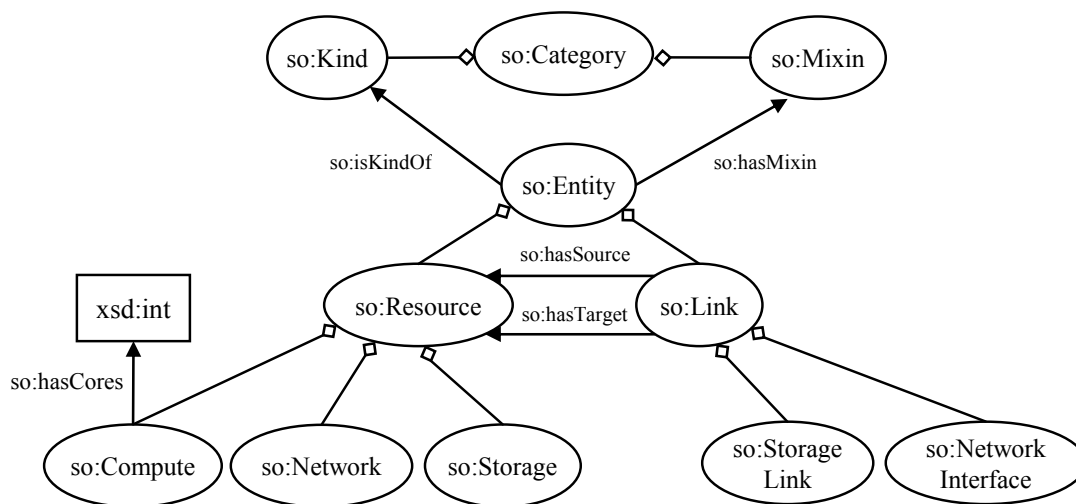 so:Kind
so:Category
so:Mixin
so:isKindOf
so:hasMixin
so:Entity
so:hasSource
xsd:int
so:Resource
so:hasTarget
so:Link
so:hasCores
so:Compute
so:Network
so:Storage
so:Storage
Link
so:Network
Interface